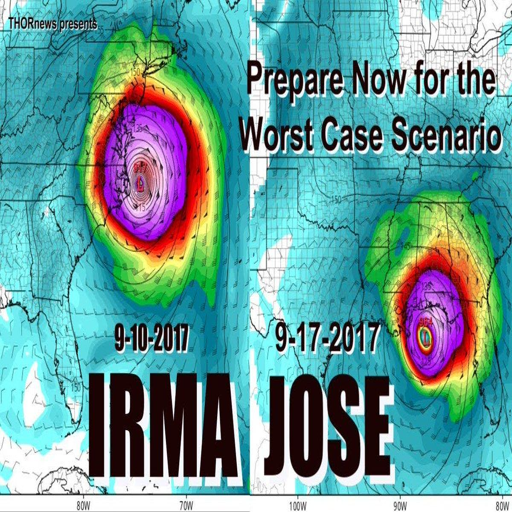 THORnews presents
Prepare Now for the
Worst Case Scenario
9-10-2017
9-17-2017
IRMA
JOSE
80W
70W
100W
90W
80W